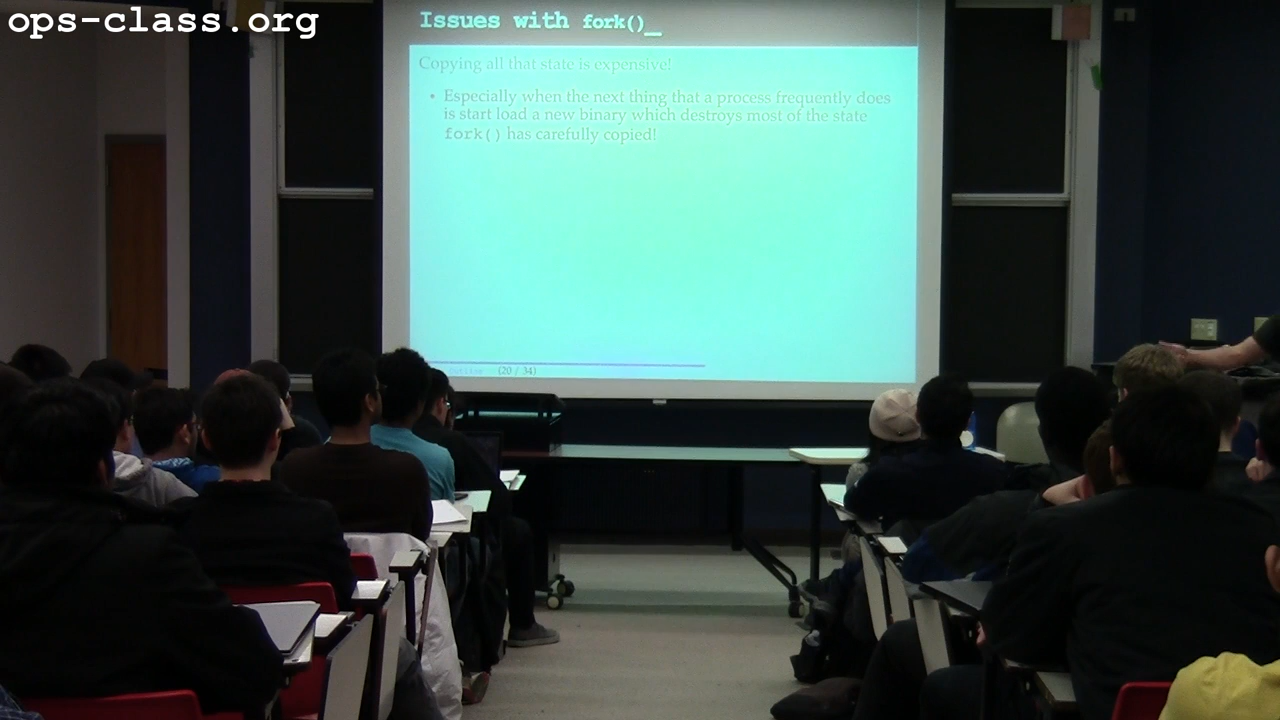 ops-class.org
Issues with fork()_
Copying all that state is expensive!
• Especially when the next thing that a process frequently does
is start load a new binary which destroys most of the state
fork() has carefully copied!
Outline (20 / 34)